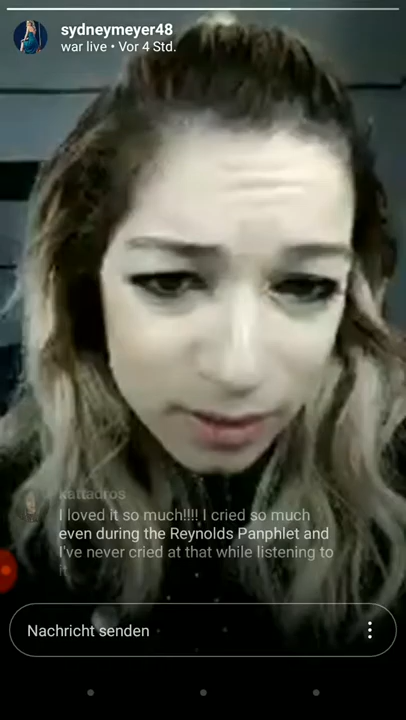 sydneymeyer48
war live • Vor 4 Std.
kattadros
I loved it so much!!!! I cried so much
even during the Reynolds Panphlet and
I've never cried at that while listening to
it
Nachricht senden